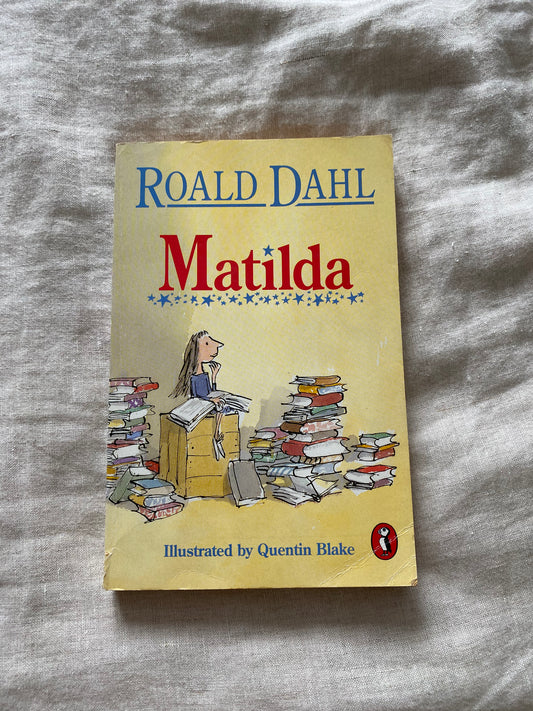 ROALD DAHL
Matilda
Illustrated by Quentin Blake